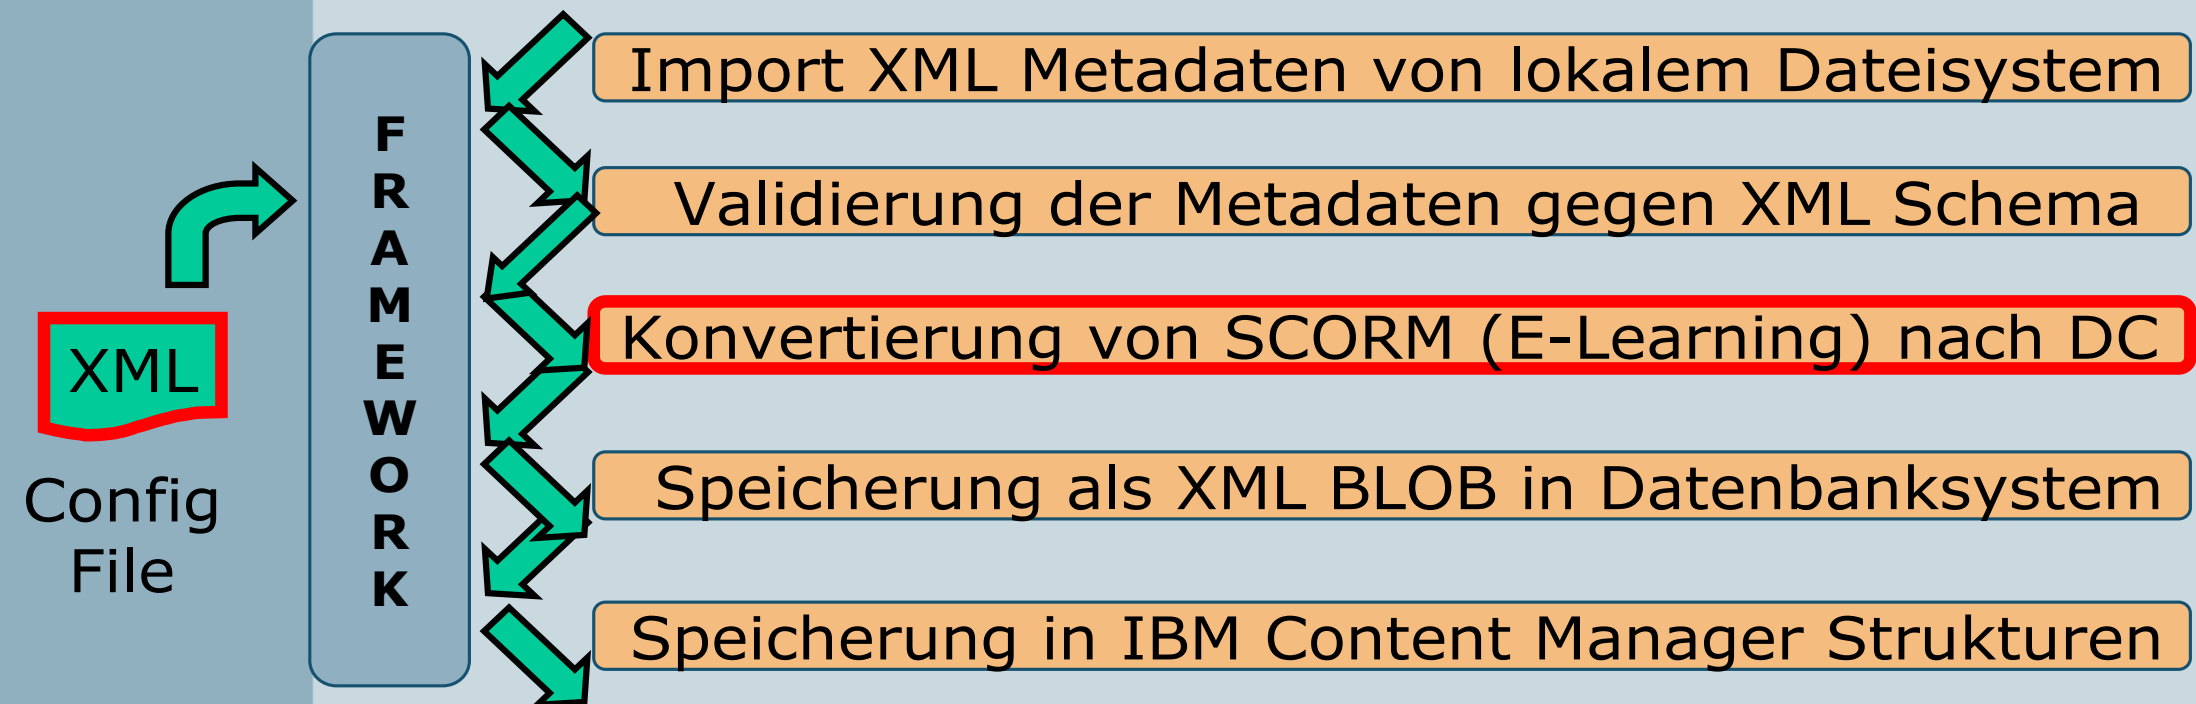 XML
Config
File
F
R
A
M
E
W
O
R
K
Import XML Metadaten von lokalem Dateisystem
Validierung der Metadaten gegen XML Schema
Konvertierung von SCORM (E-Learning) nach DC
Speicherung als XML BLOB in Datenbanksystem
Speicherung in IBM Content Manager Strukturen